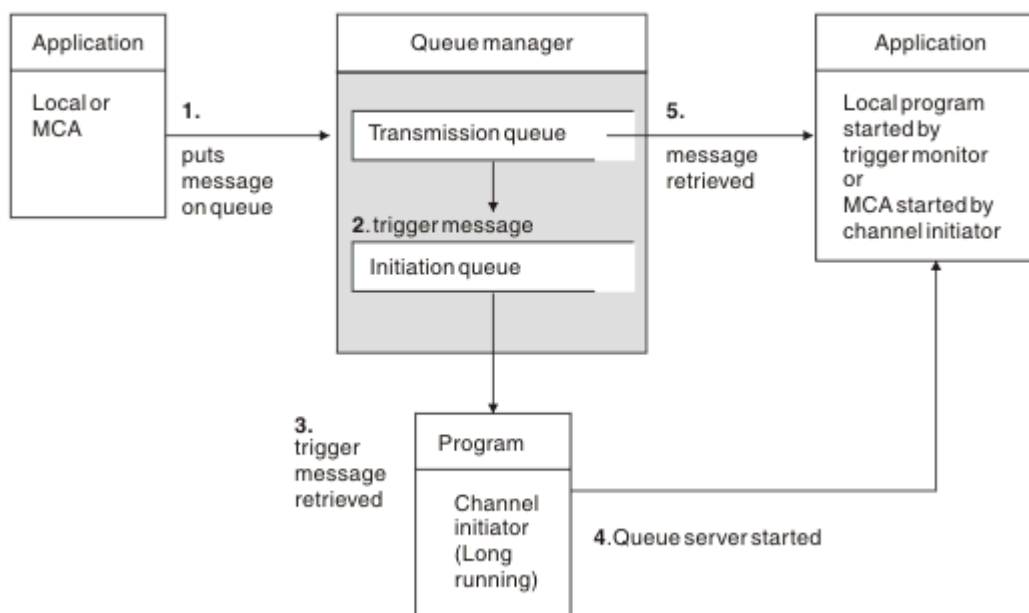 Application
Local or
MCA
1.
puts
message
on queue
Queue manager
Transmission queue
2.trigger message
Initiation queue
5.
message
retrieved
Application
Local program
started by
trigger monitor
or
MCA started by
channel initiator
3.
trigger
message
retrieved
Program
Channel
initiator
(Long
running)
4.Queue server started